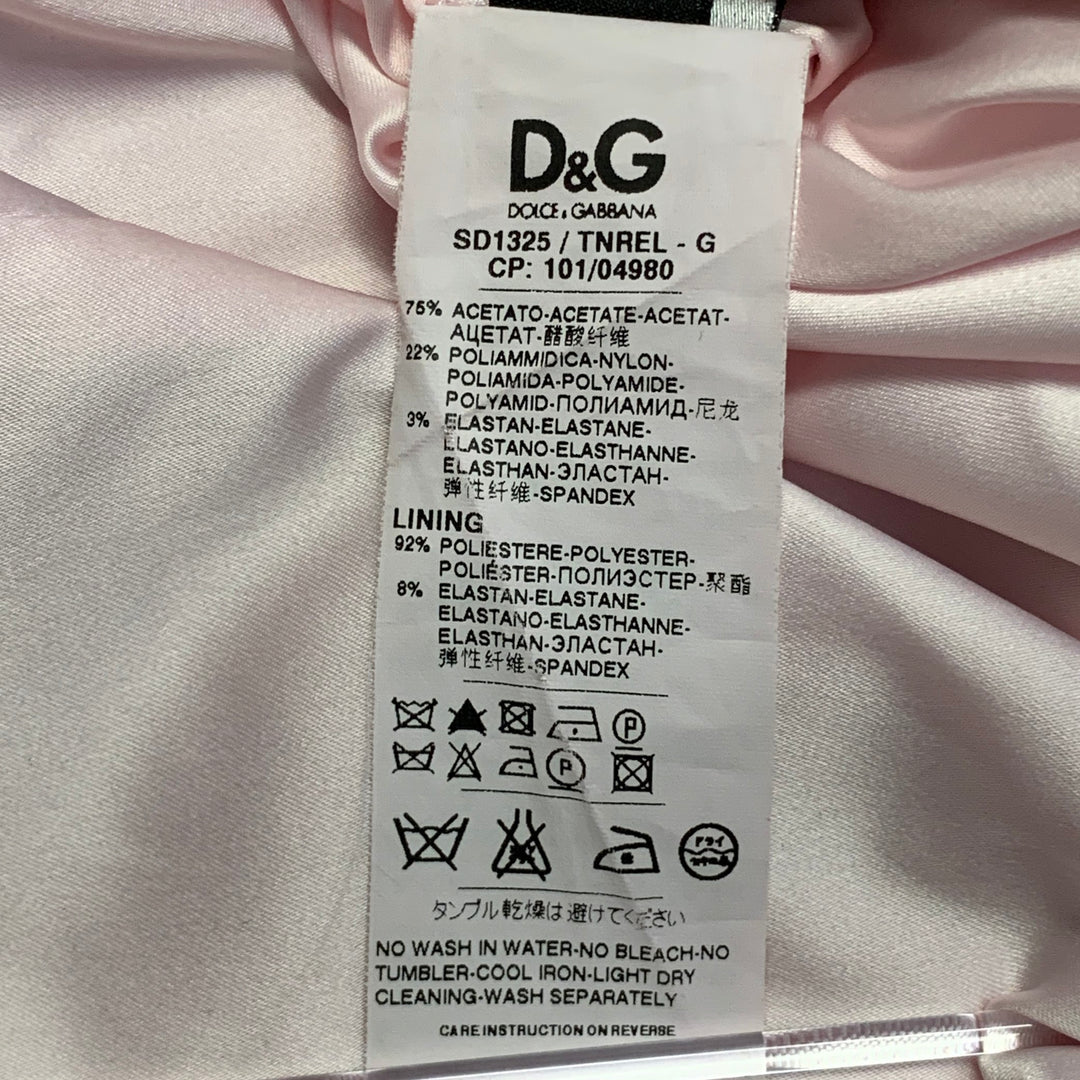 D&G
DOLCE & GABBANA
SD1325 / TNREL - G
CP: 101/04980
75% ACETATO-ACETATE-ACETAT-
АЦЕТАТ-醋酸纤维
22% POLIAMMIDICA-NYLON-
POLIAMIDA-POLYAMIDE-
POLYAMID-ПОЛИАМИД-尼龙
3% ELASTAN-ELASTANE-
ELASTANO-ELASTHANNE-
ELASTHAN-ЭЛАСТАН-
弹性纤维-SPANDEX
LINING
92% POLIESTERE-POLYESTER-
POLIÉSTER-ПОЛИЭСТЕР-聚酯
8% ELASTAN-ELASTANE-
ELASTANO-ELASTHANNE-
ELASTHAN-ЭЛАСТАН-
弹性纤维-SPANDEX
P
P
ドライ
タンブル乾燥は避けてください
NO WASH IN WATER-NO BLEACH-NO
TUMBLER-COOL IRON-LIGHT DRY
CLEANING-WASH SEPARATELY
CARE INSTRUCTION ON REVERSE